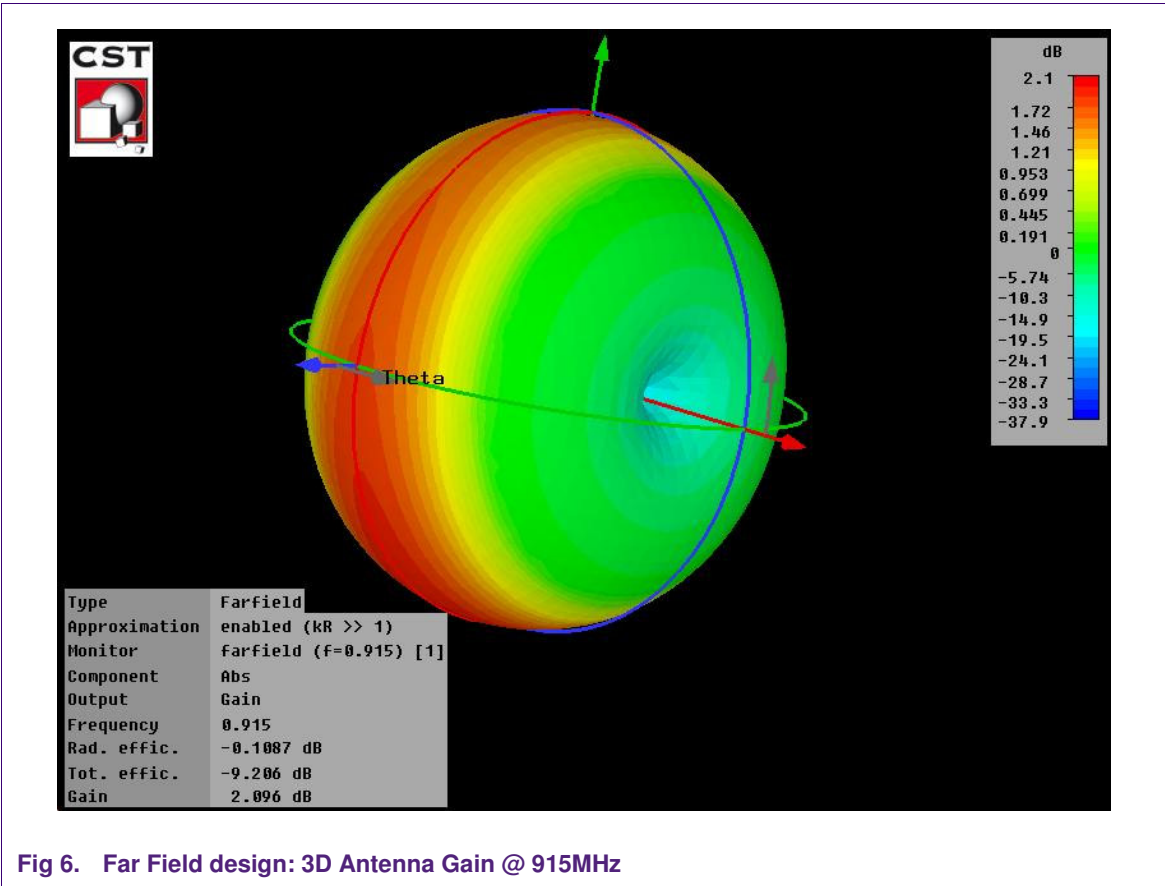 CST
dB
2.1
1.72
1.46
1.21
0.953
0.699
0.445
0.191
0
-5.74
-10.3
-14.9
-19.5
-24.1
-28.7
-33.3
-37.9
Theta
Type Farfield
Approximation enabled (kR >> 1)
Monitor farfield (f=0.915) [1]
Component Abs
Output Gain
Frequency 0.915
Rad. effic. -0.1087 dB
Tot. effic. -9.206 dB
Gain 2.096 dB
Fig 6. Far Field design: 3D Antenna Gain @ 915MHz